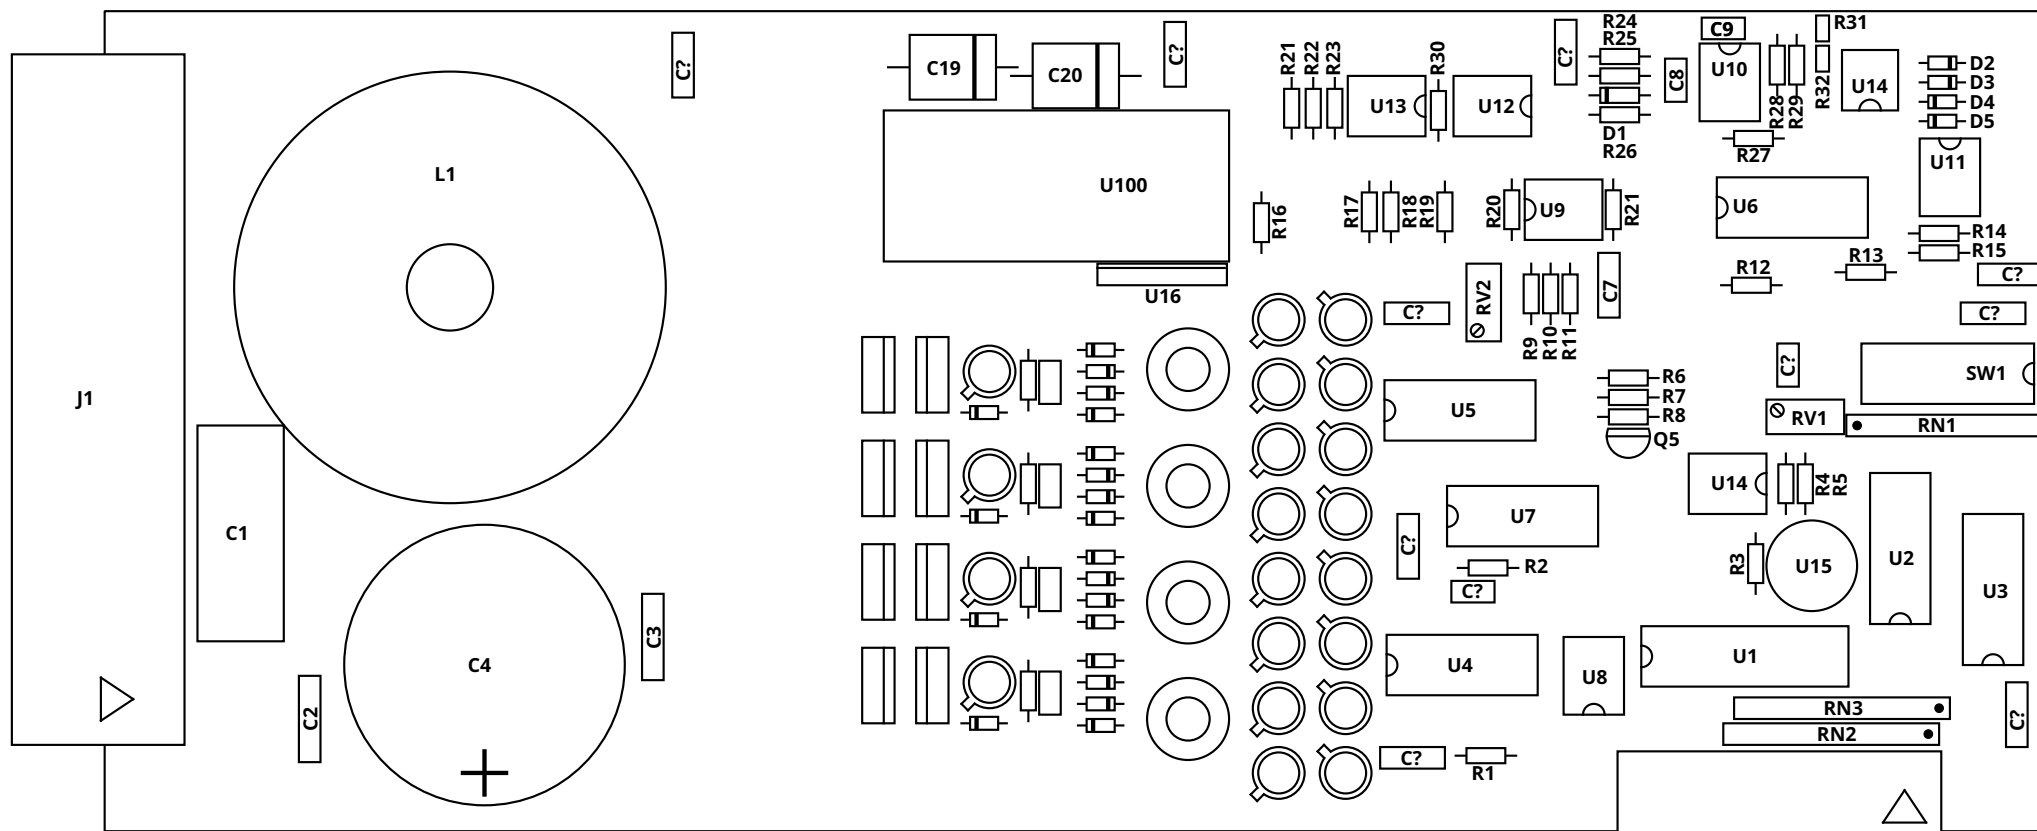 R24
R25
R31
C9
C?
C?
C?
R21
R22
R23
R30
C19
C20
U13
U12
C8
U10
R28
R29
R32
U14
D2
D3
D4
D5
D1
R26
R27
U11
L1
U100
R16
R17
R18
R19
R20
U9
R21
U6
R14
R15
R12
R13
C?
U16
C?
RV2
R9
R10
R11
C7
C?
J1
U5
R6
R7
R8
Q5
C?
SW1
RV1
RN1
C1
C?
U7
R2
C?
U14
R4
R5
R3
U15
U2
U3
C2
C4
C3
U4
U8
U1
RN3
RN2
C?
C?
R1